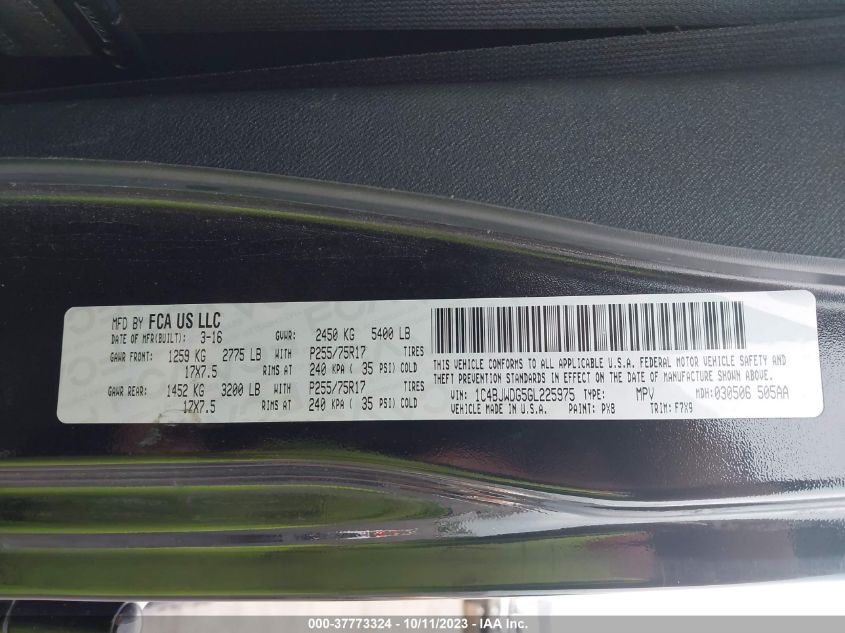 MFD BY FCA US LLC
DATE OF MFR(BUILT): 3-16 GVWR: 2450 KG 5400 LB
GAWR FRONT: 1259 KG 2775 LB WITH P255/75R17 TIRES
17X7.5 RIMS AT 240 KPA ( 35 PSI) COLD
GAWR REAR: 1452 KG 3200 LB WITH P255/75R17 TIRES
17X7.5 RIMS AT 240 KPA ( 35 PSI) COLD
THIS VEHICLE CONFORMS TO ALL APPLICABLE U.S.A. FEDERAL MOTOR VEHICLE SAFETY AND
THEFT PREVENTION STANDARDS IN EFFECT ON THE DATE OF MANUFACTURE SHOWN ABOVE.
VIN: 1C4BJWDG5GL225975 TYPE: MPV MDH: 030506 505AA
VEHICLE MADE IN U.S.A. PAINT: PX8 TRIM: F7X9
000-37773324 - 10/11/2023 - IAA Inc.